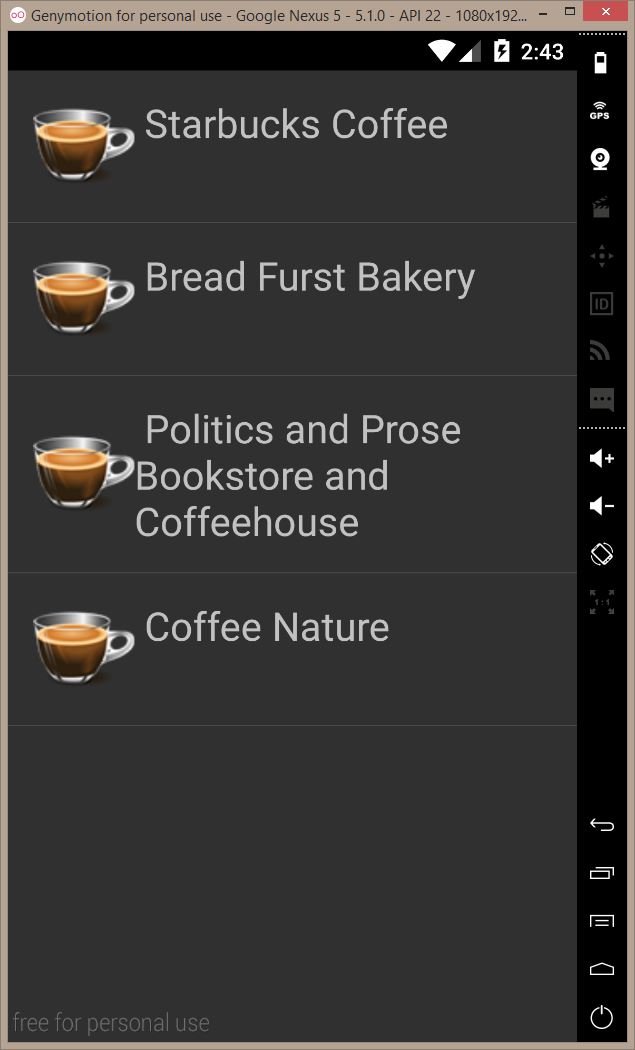 Genymotion for personal use - Google Nexus 5 - 5.1.0 - API 22 - 1080x192...
2:43
GPS
Starbucks Coffee
Bread Furst Bakery
ID
Politics and Prose
Bookstore and
Coffeehouse
1:1
Coffee Nature
free for personal use